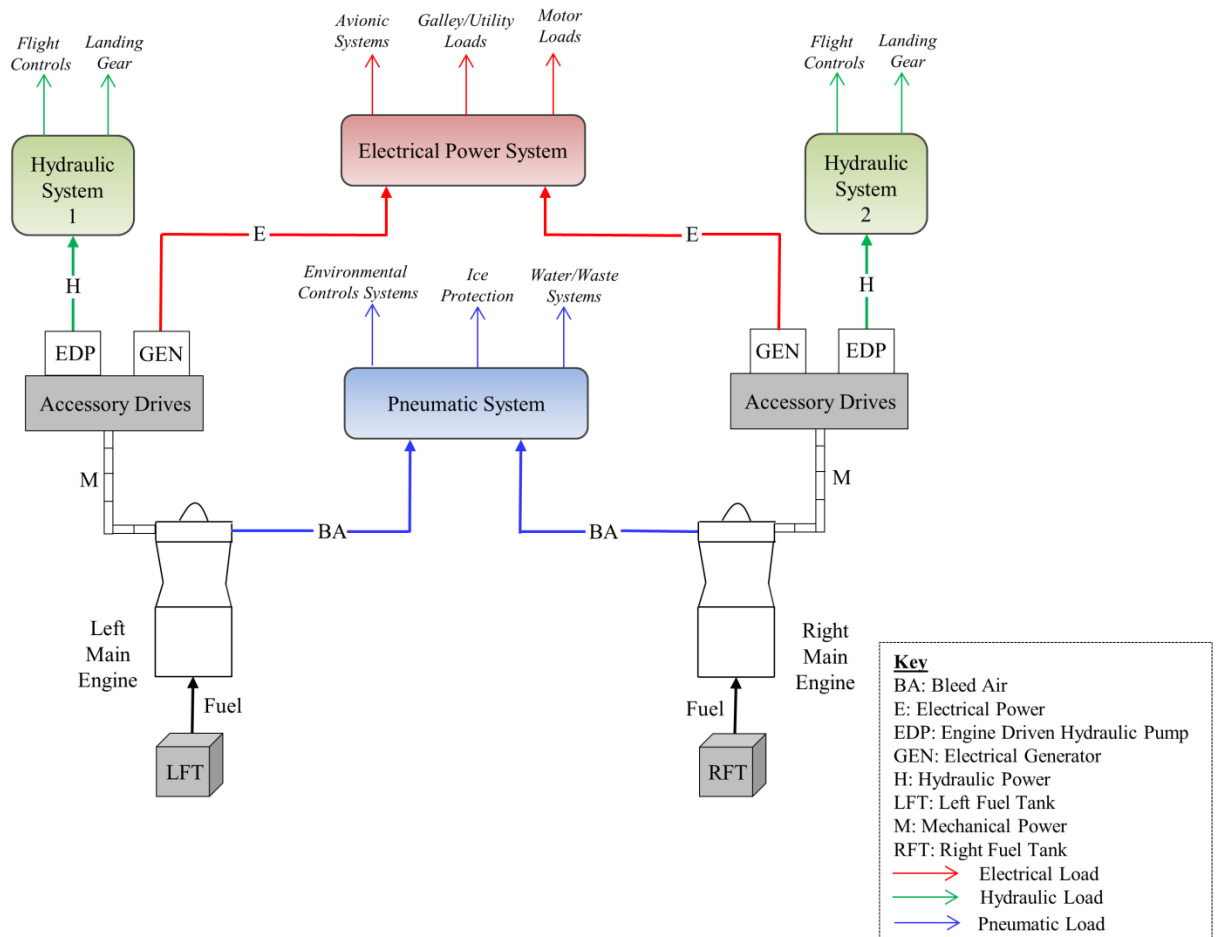 Avionic
Systems
Galley/Utility
Loads
Motor
Loads
Flight
Controls
Landing
Gear
Flight
Controls
Landing
Gear
Hydraulic
System
1
Electrical Power System
Hydraulic
System
2
E
E
H
H
Environmental
Controls Systems
Ice
Protection
Water/Waste
Systems
EDP
GEN
GEN
EDP
Accessory Drives
Pneumatic System
Accessory Drives
M
M
BA
BA
Left
Main
Engine
Right
Main
Engine
Fuel
Fuel
LFT
RFT
Key
BA: Bleed Air
E: Electrical Power
EDP: Engine Driven Hydraulic Pump
GEN: Electrical Generator
H: Hydraulic Power
LFT: Left Fuel Tank
M: Mechanical Power
RFT: Right Fuel Tank
Electrical Load
Hydraulic Load
Pneumatic Load